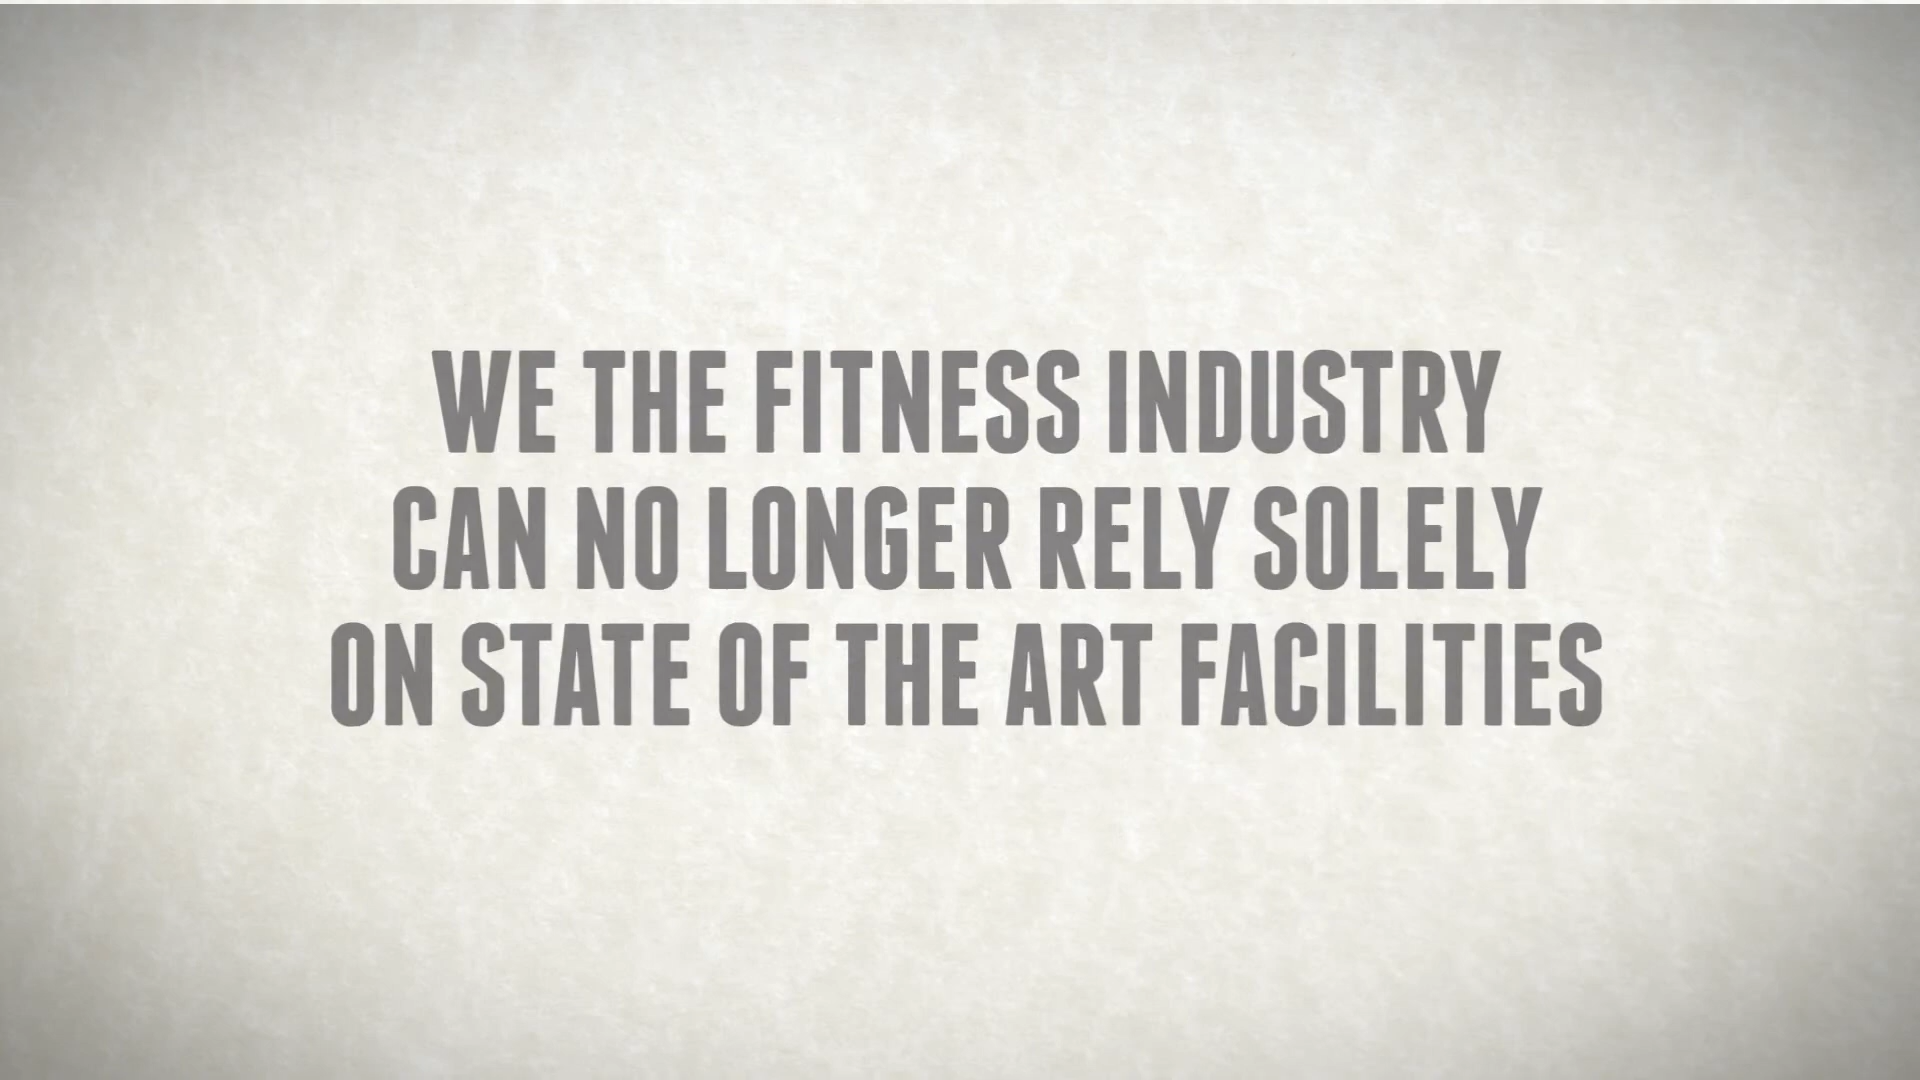 WE THE FITNESS INDUSTRY
CAN NO LONGER RELY SOLELY
ON STATE OF THE ART FACILITIES